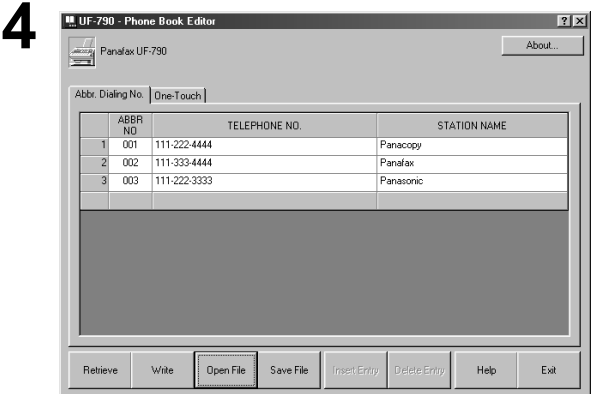 4
UF-790 - Phone Book Editor
Panafax UF-790
About...
Abbr. Dialing No. One-Touch
ABBR NO TELEPHONE NO. STATION NAME
1 001 111-222-4444 Panacopy
2 002 111-333-4444 Panafax
3 003 111-222-3333 Panasonic
Retrieve Write Open File Save File Insert Entry Delete Entry Help Exit